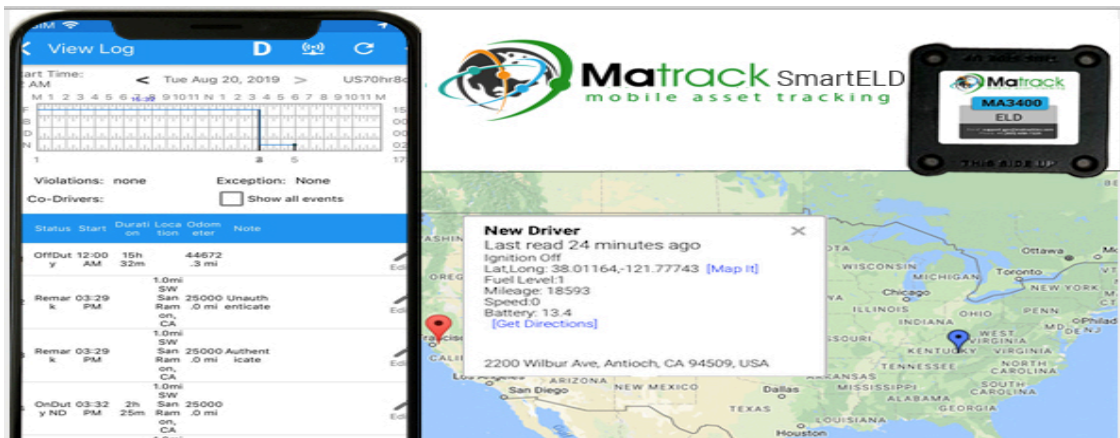 View Log D
art Time:
AM
< Tue Aug 20, 2019 >
M 1 2 3 4 5 6 7 8 9 10 11 N 1 2 3 4 5 6 7 8 9 10 11 M
15:32
1
5
Violations: none Exception: None
Co-Drivers: Show all events
Status Start Durati on Loca tion Odom eter Note
OffDut y 12:00 AM 15h 32m 44672 .3 mi
Remar k 03:29 PM 1.0mi SW San Ram on, CA 25000 .0 mi Unauth enticate
Remar k 03:29 PM 1.0mi SW San Ram on, CA 25000 .0 mi Authent icate
OnDut y ND 03:32 PM 2h 25m 1.0mi SW San Ram on, CA 25000 .0 mi
Matrack SmartELD
mobile asset tracking
Matrack
MA3400
ELD
THIS SIDE UP
New Driver
Last read 24 minutes ago
Ignition Off
Lat,Long: 38.01164,-121.77743 [Map It]
Fuel Level:1
Mileage: 18593
Speed:0
Battery: 13.4
[Get Directions]
2200 Wilbur Ave, Antioch, CA 94509, USA
WISCONSIN
MICHIGAN
Ottawa
Toronto
NEW YORK
Chicago
ILLINOIS
INDIANA
OHIO
PENN
Philad
MD
DE
NJ
WEST VIRGINIA
KENTUCKY
VIRGINIA
TENNESSEE
NORTH CAROLINA
SOUTH CAROLINA
MISSISSIPPI
ALABAMA
GEORGIA
LOUISIANA
ARIZONA
NEW MEXICO
San Diego
Dallas
TEXAS
Houston